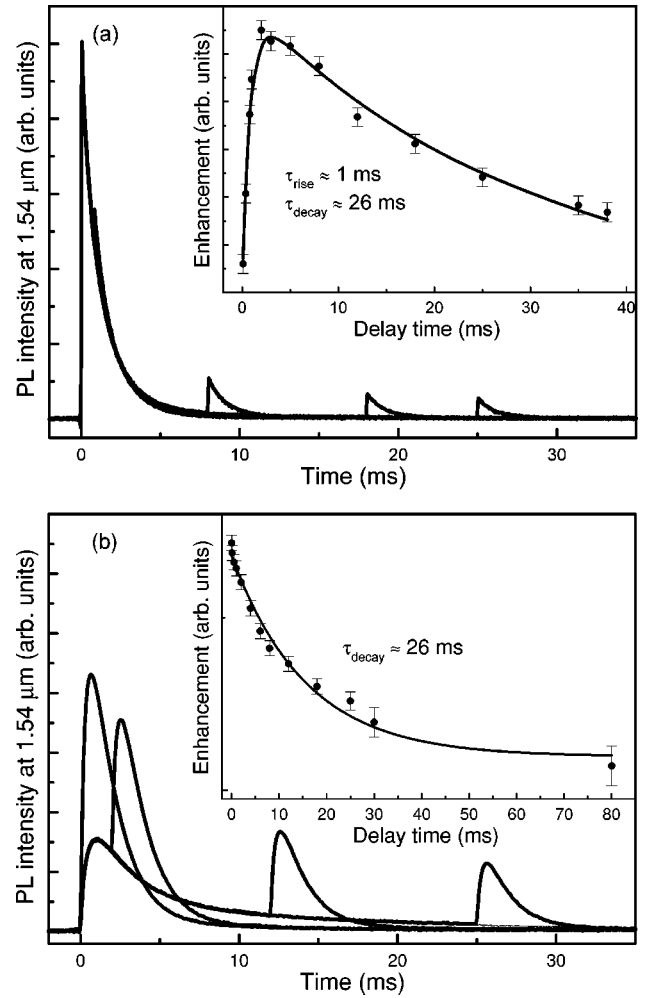 (a)
PL intensity at 1.54 μm (arb. units)
Enhancement (arb. units)
τrise ≈ 1 ms
τdecay ≈ 26 ms
0 10 20 30 40
Delay time (ms)
0 10 20 30
Time (ms)
(b)
PL intensity at 1.54 μm (arb. units)
Enhancement (arb. units)
τdecay ≈ 26 ms
0 10 20 30 40 50 60 70 80
Delay time (ms)
0 10 20 30
Time (ms)